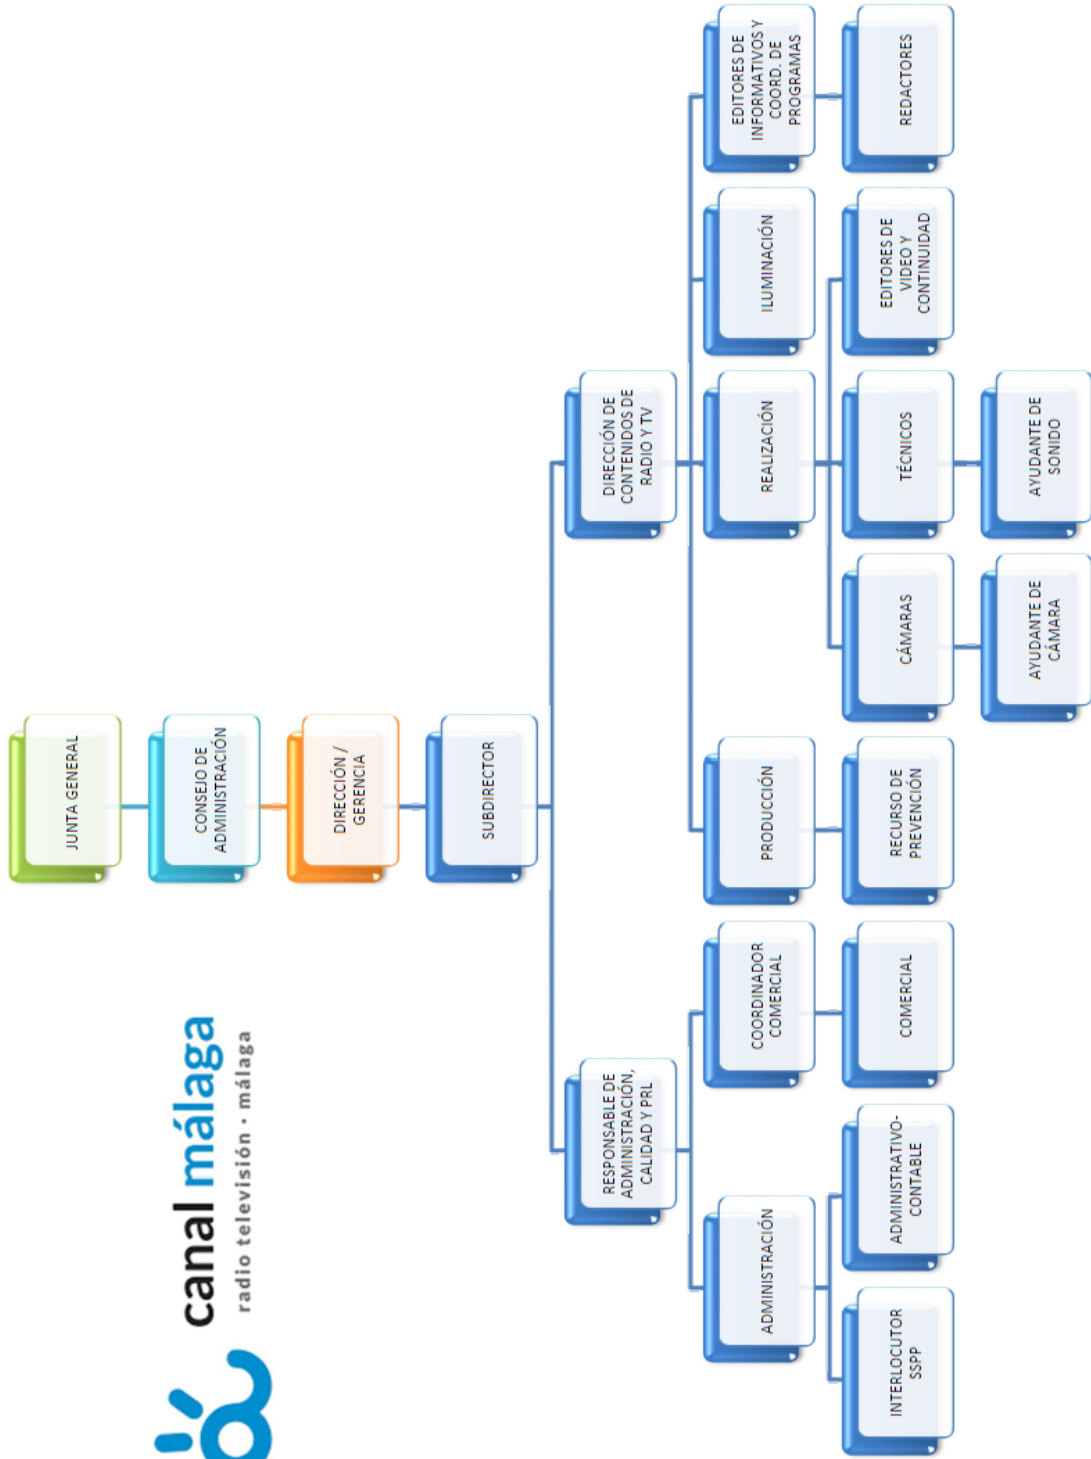 canal málaga
radio televisión · málaga
JUNTA GENERAL
CONSEJO DE
ADMINISTRACIÓN
DIRECCIÓN /
GERENCIA
SUBDIRECTOR
RESPONSABLE DE
ADMINISTRACIÓN,
CALIDAD Y PRL
DIRECCIÓN DE
CONTENIDOS DE
RADIO Y TV
ADMINISTRACIÓN
COORDINADOR
COMERCIAL
PRODUCCIÓN
REALIZACIÓN
ILUMINACIÓN
EDITORES DE
INFORMATIVOS Y
COORD. DE
PROGRAMAS
INTERLOCUTOR
SSPP
ADMINISTRATIVO-
CONTABLE
COMERCIAL
RECURSO DE
PREVENCIÓN
CÁMARAS
TÉCNICOS
EDITORES DE
VIDEO Y
CONTINUIDAD
REDACTORES
AYUDANTE DE
CÁMARA
AYUDANTE DE
SONIDO